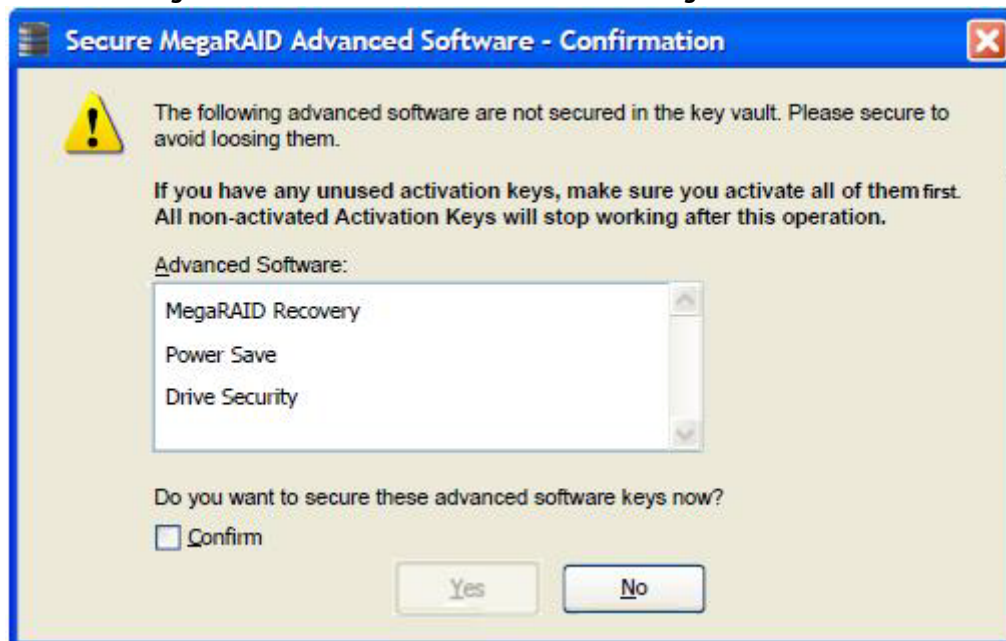 Secure MegaRAID Advanced Software - Confirmation
The following advanced software are not secured in the key vault. Please secure to
avoid loosing them.
If you have any unused activation keys, make sure you activate all of them first.
All non-activated Activation Keys will stop working after this operation.
Advanced Software:
MegaRAID Recovery
Power Save
Drive Security
Do you want to secure these advanced software keys now?
Confirm
Yes No